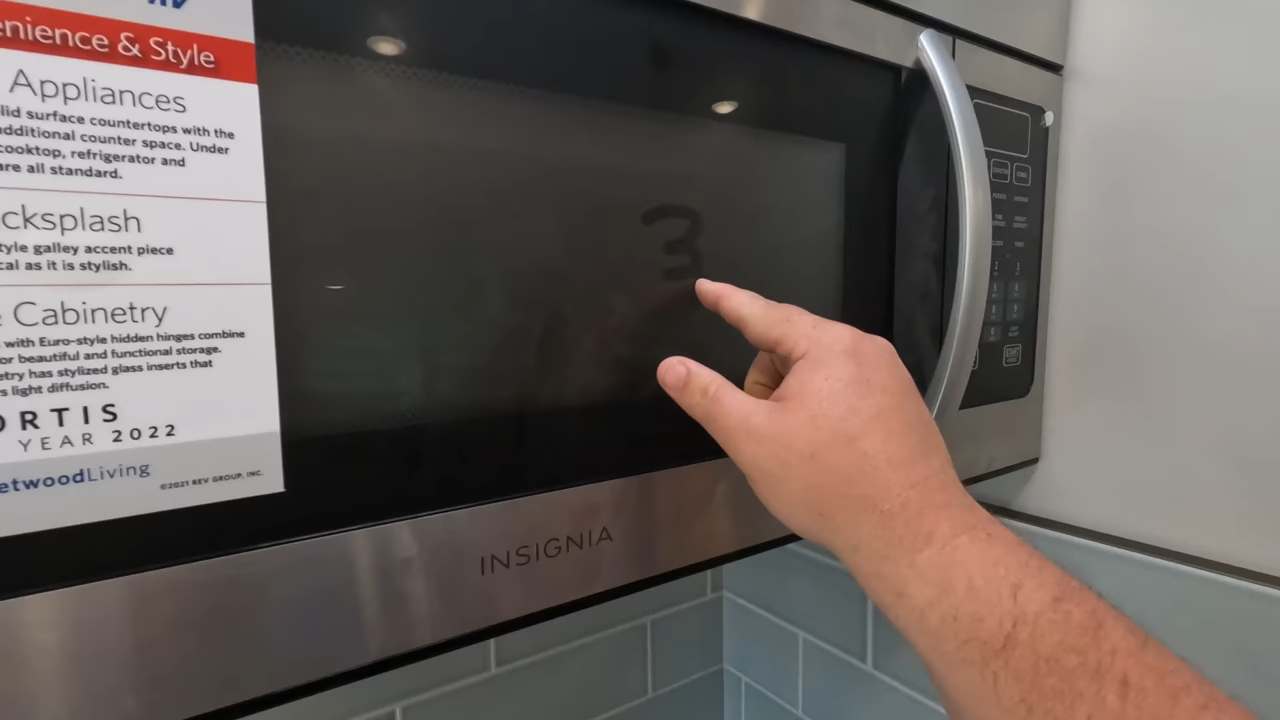 RV
enience & Style
Appliances
lid surface countertops with the
additional counter space. Under
cooktop, refrigerator and
are all standard.
cksplash
tyle galley accent piece
cal as it is stylish.
Cabinetry
with Euro-style hidden hinges combine
or beautiful and functional storage.
etry has stylized glass inserts that
s light diffusion.
ORTIS
YEAR 2022
etwoodLiving
©2021 REV GROUP, INC.
3
INSIGNIA
START